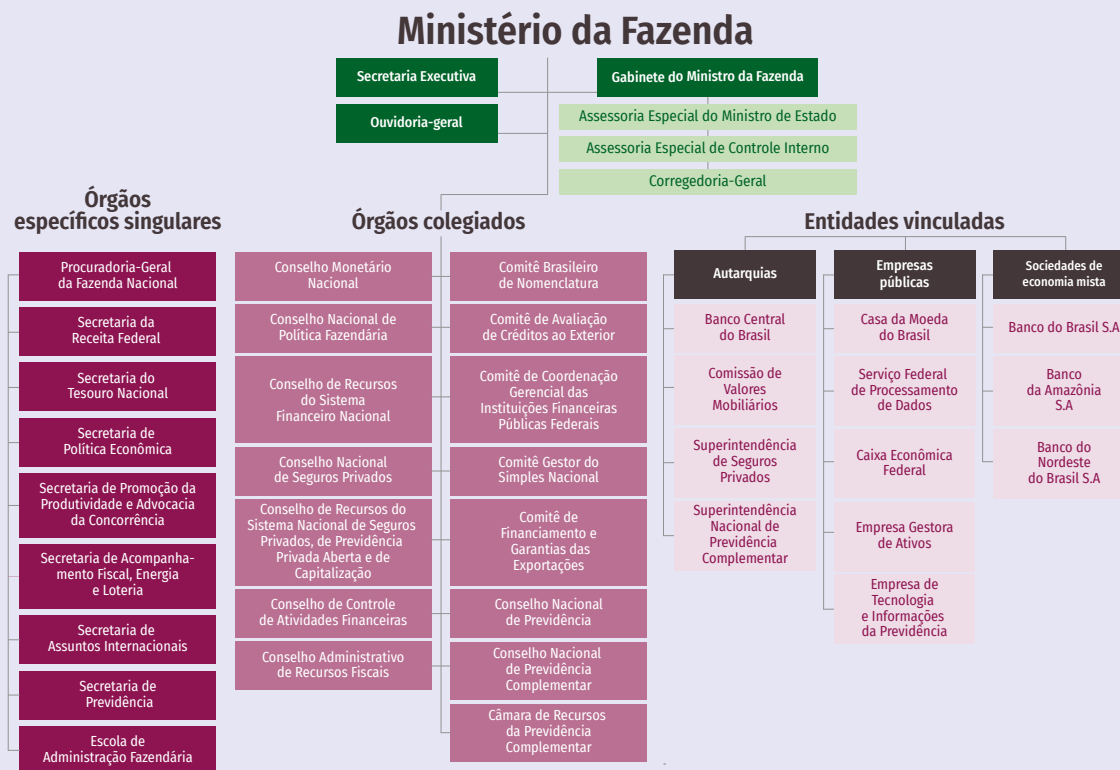 Ministério da Fazenda
Secretaria Executiva
Gabinete do Ministro da Fazenda
Ouvidoria-geral
Assessoria Especial do Ministro de Estado
Assessoria Especial de Controle Interno
Corregedoria-Geral
Órgãos
específicos singulares
Procuradoria-Geral
da Fazenda Nacional
Secretaria da
Receita Federal
Secretaria do
Tesouro Nacional
Secretaria de
Política Econômica
Secretaria de Promoção da
Produtividade e Advocacia
da Concorrência
Secretaria de Acompanha-
mento Fiscal, Energia
e Loteria
Secretaria de
Assuntos Internacionais
Secretaria de
Previdência
Escola de
Administração Fazendária
Órgãos colegiados
Conselho Monetário
Nacional
Conselho Nacional de
Política Fazendária
Conselho de Recursos
do Sistema
Financeiro Nacional
Conselho Nacional
de Seguros Privados
Conselho de Recursos do
Sistema Nacional de Seguros
Privados, de Previdência
Privada Aberta e de
Capitalização
Conselho de Controle
de Atividades Financeiras
Conselho Administrativo
de Recursos Fiscais
Comitê Brasileiro
de Nomenclatura
Comitê de Avaliação
de Créditos ao Exterior
Comitê de Coordenação
Gerencial das
Instituições Financeiras
Públicas Federais
Comitê Gestor do
Simples Nacional
Comitê de
Financiamento e
Garantias das
Exportações
Conselho Nacional
de Previdência
Conselho Nacional
de Previdência
Complementar
Câmara de Recursos
da Previdência
Complementar
Entidades vinculadas
Autarquias
Banco Central
do Brasil
Comissão de
Valores
Mobiliários
Superintendência
de Seguros
Privados
Superintendência
Nacional de
Previdência
Complementar
Empresas
públicas
Casa da Moeda
do Brasil
Serviço Federal
de Processamento
de Dados
Caixa Econômica
Federal
Empresa Gestora
de Ativos
Empresa de
Tecnologia
e Informações
da Previdência
Sociedades de
economia mista
Banco do Brasil S.A
Banco
da Amazônia
S.A
Banco do
Nordeste
do Brasil S.A